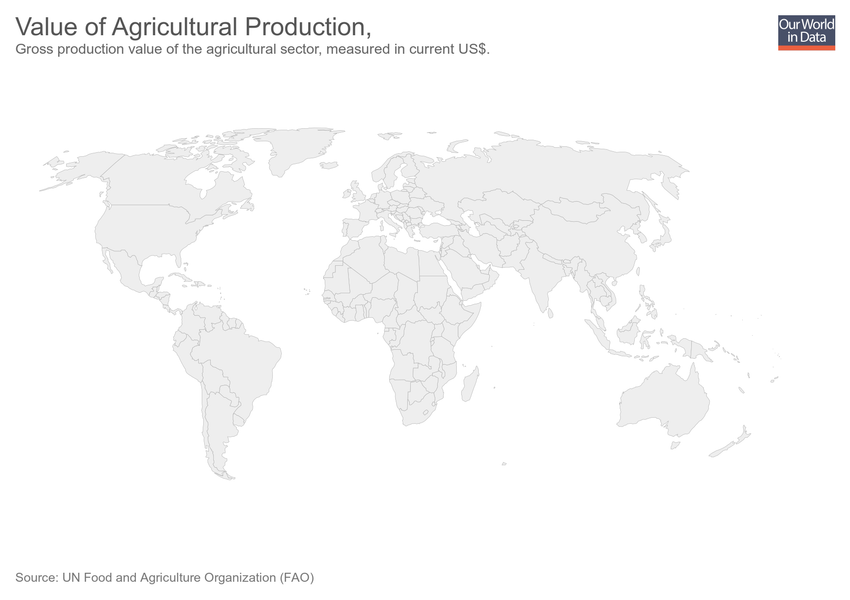 Value of Agricultural Production,
Gross production value of the agricultural sector, measured in current US$.
Our World
in Data
Source: UN Food and Agriculture Organization (FAO)